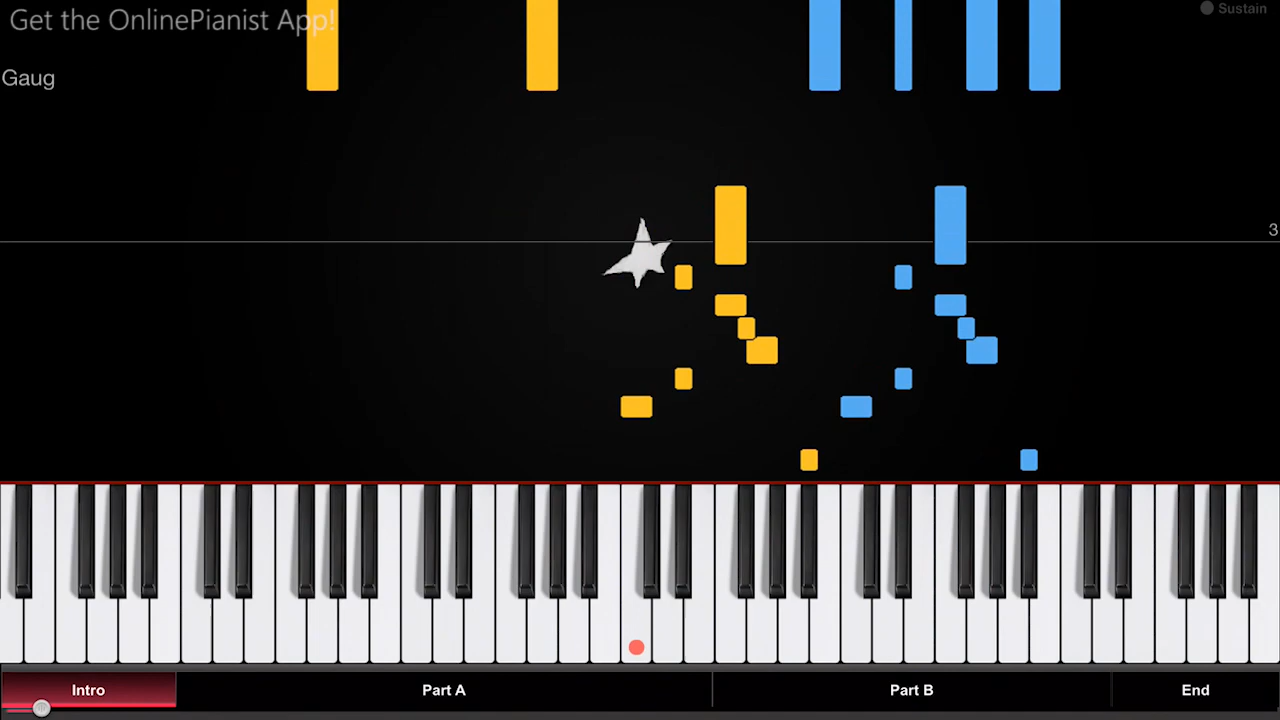 Get the OnlinePianist App!
Sustain
Gaug
3
Intro
Part A
Part B
End